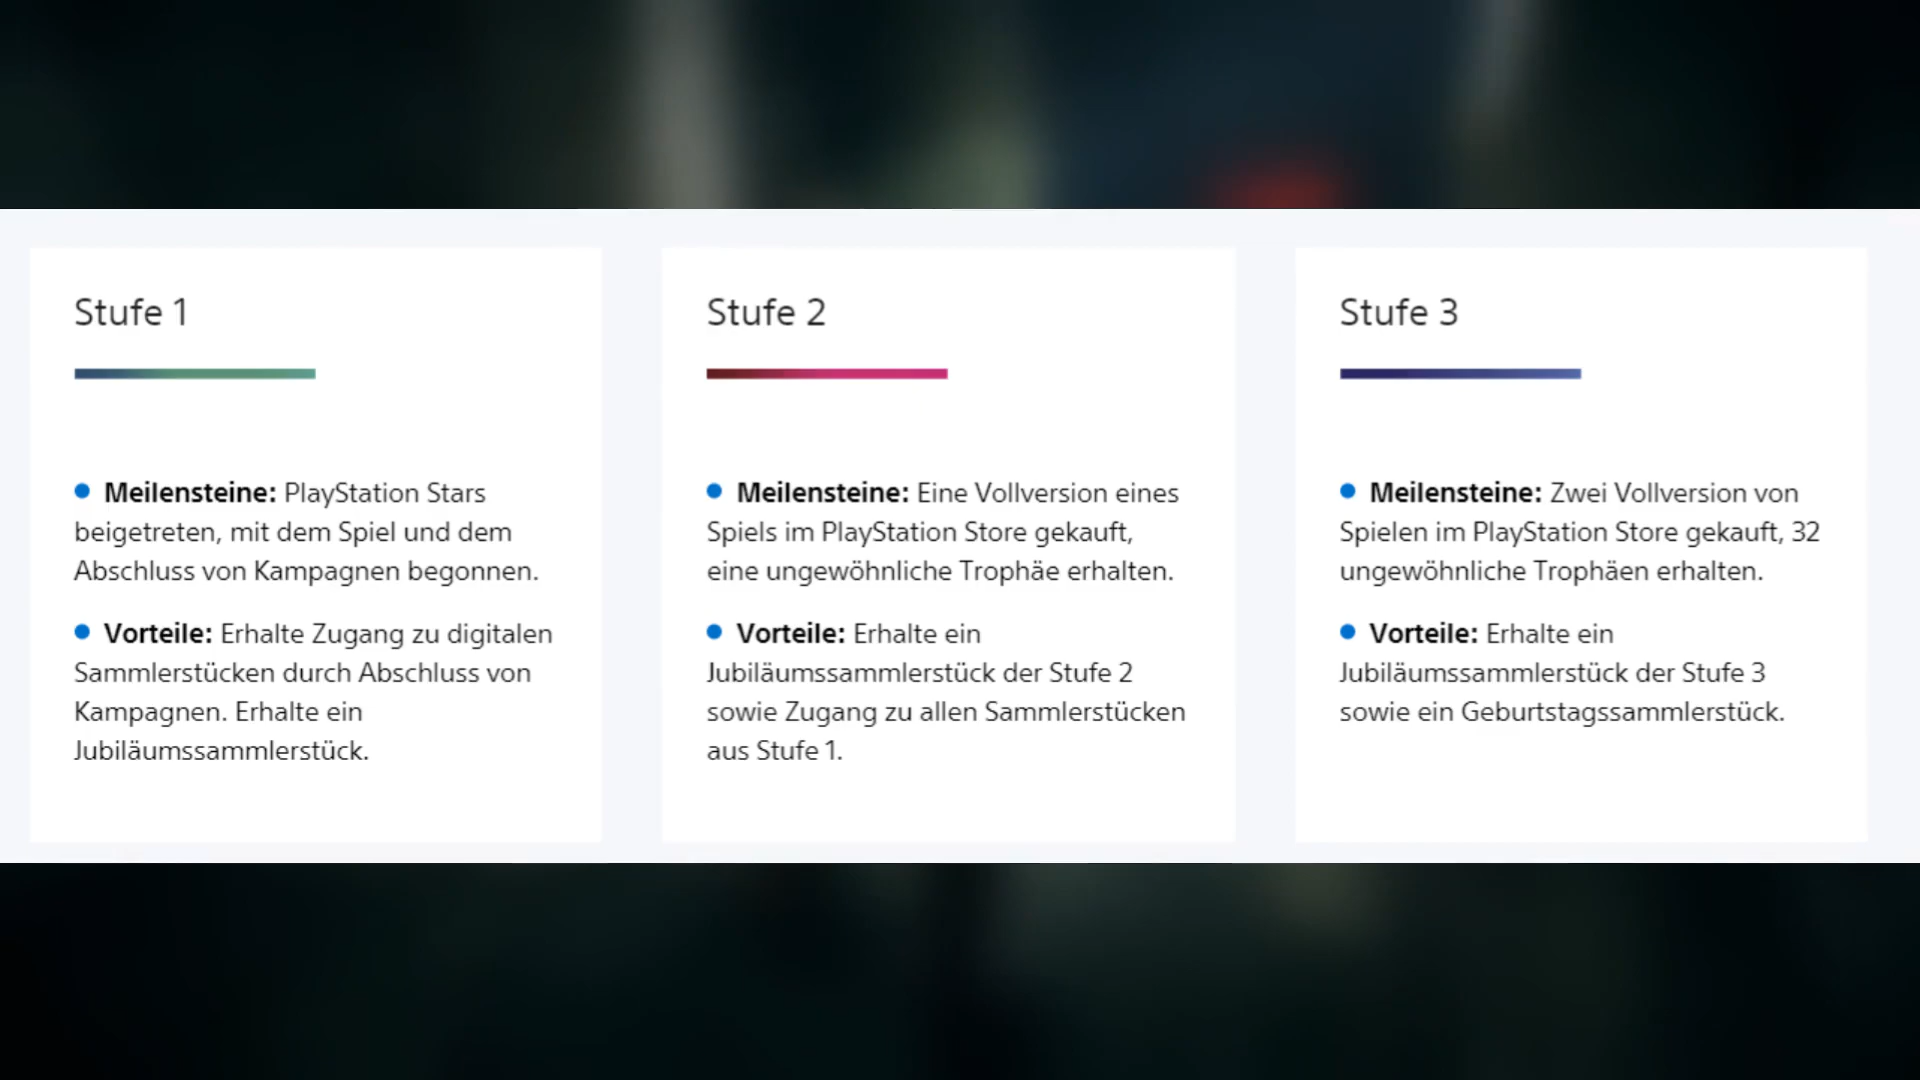 Stufe 1
Meilensteine: PlayStation Stars
beigetreten, mit dem Spiel und dem
Abschluss von Kampagnen begonnen.
Vorteile: Erhalte Zugang zu digitalen
Sammlerstücken durch Abschluss von
Kampagnen. Erhalte ein
Jubiläumssammlerstück.
Stufe 2
Meilensteine: Eine Vollversion eines
Spiels im PlayStation Store gekauft,
eine ungewöhnliche Trophäe erhalten.
Vorteile: Erhalte ein
Jubiläumssammlerstück der Stufe 2
sowie Zugang zu allen Sammlerstücken
aus Stufe 1.
Stufe 3
Meilensteine: Zwei Vollversion von
Spielen im PlayStation Store gekauft, 32
ungewöhnliche Trophäen erhalten.
Vorteile: Erhalte ein
Jubiläumssammlerstück der Stufe 3
sowie ein Geburtstagssammlerstück.